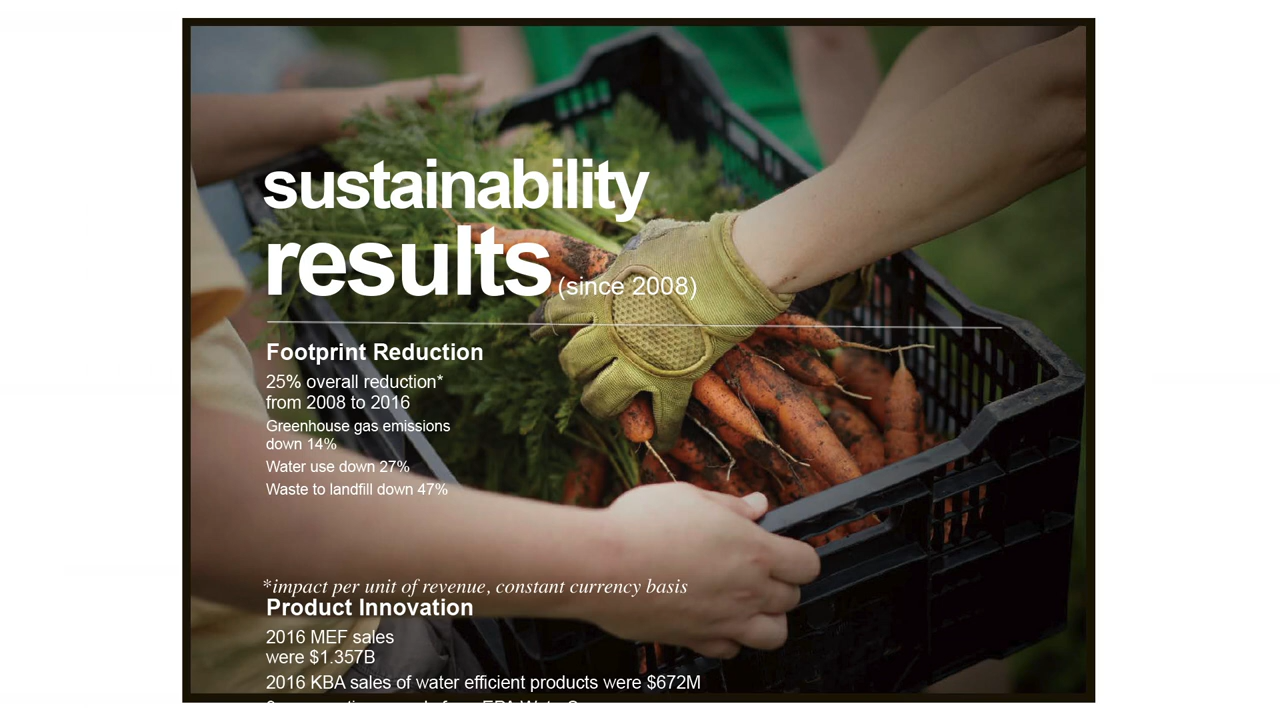 sustainability
results (since 2008)
Footprint Reduction
25% overall reduction*
from 2008 to 2016
Greenhouse gas emissions
down 14%
Water use down 27%
Waste to landfill down 47%
*impact per unit of revenue, constant currency basis
Product Innovation
2016 MEF sales
were $1.357B
2016 KBA sales of water efficient products were $672M